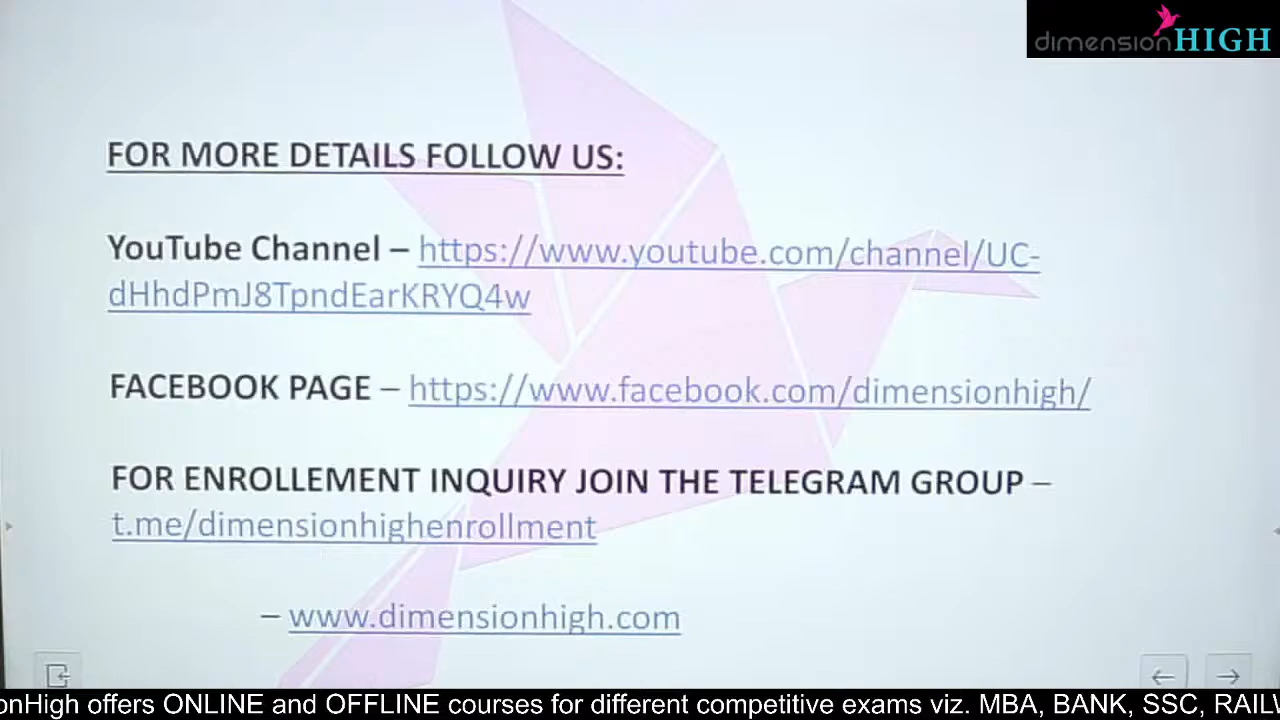 dimensionHIGH
FOR MORE DETAILS FOLLOW US:
YouTube Channel – https://www.youtube.com/channel/UC-
dHhdPmJ8TpndEarKRYQ4w
FACEBOOK PAGE – https://www.facebook.com/dimensionhigh/
FOR ENROLLEMENT INQUIRY JOIN THE TELEGRAM GROUP –
t.me/dimensionhighenrollment
– www.dimensionhigh.com
onHigh offers ONLINE and OFFLINE courses for different competitive exams viz. MBA, BANK, SSC, RAILW